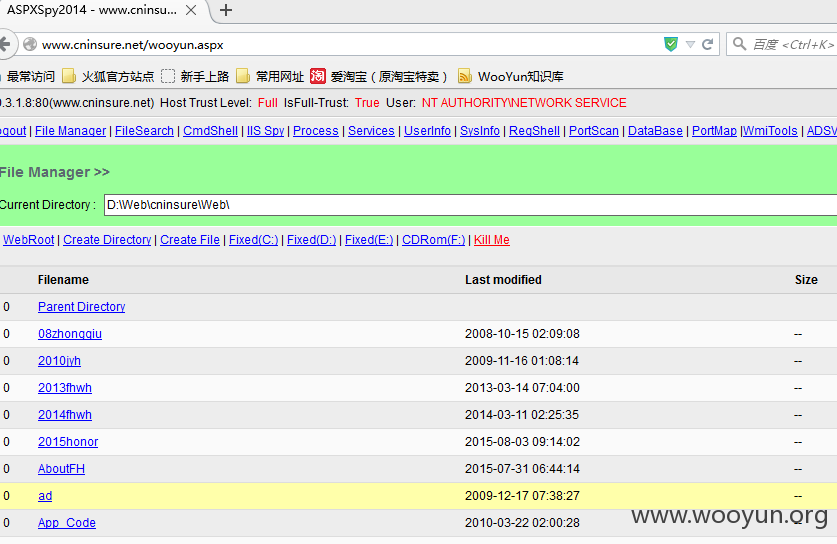 ASPXSpy2014 - www.cninsu...
www.cninsure.net/wooyun.aspx
百度 <Ctrl+K>
最常访问 火狐官方站点 新手上路 常用网址 淘 爱淘宝（原淘宝特卖） WooYun知识库
0.3.1.8:80(www.cninsure.net) Host Trust Level: Full IsFull-Trust: True User: NT AUTHORITY\NETWORK SERVICE
ogout | File Manager | FileSearch | CmdShell | IIS Spy | Process | Services | UserInfo | SysInfo | RegShell | PortScan | DataBase | PortMap |WmiTools | ADSV
File Manager >>
Current Directory : D:\Web\cninsure\Web\
WebRoot | Create Directory | Create File | Fixed(C:) | Fixed(D:) | Fixed(E:) | CDRom(F:) | Kill Me
Filename Last modified Size
0 Parent Directory
0 08zhongqiu 2008-10-15 02:09:08 --
0 2010jyh 2009-11-16 01:08:14 --
0 2013fhwh 2013-03-14 07:04:00 --
0 2014fhwh 2014-03-11 02:25:35 --
0 2015honor 2015-08-03 09:14:02 --
0 AboutFH 2015-07-31 06:44:14 --
0 ad 2009-12-17 07:38:27 --
0 App_Code 2010-03-22 02:00:28 --
www.wooyun.org